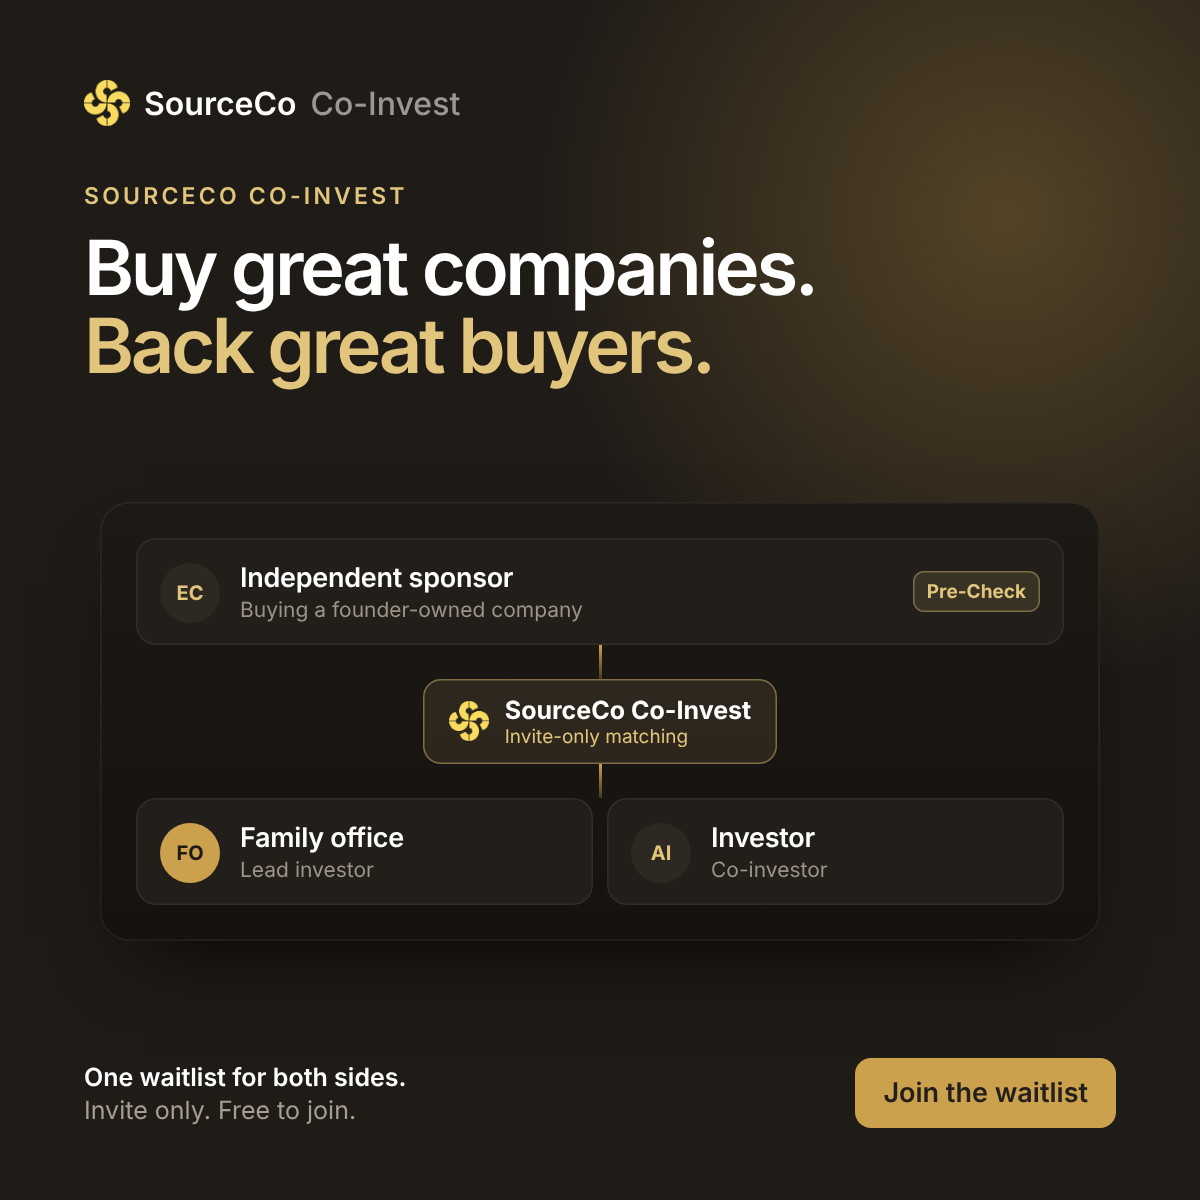 SourceCo Co-Invest
SOURCECO CO-INVEST
Buy great companies.
Back great buyers.
EC
Independent sponsor
Buying a founder-owned company
Pre-Check
SourceCo Co-Invest
Invite-only matching
FO
Family office
Lead investor
AI
Investor
Co-investor
One waitlist for both sides.
Invite only. Free to join.
Join the waitlist